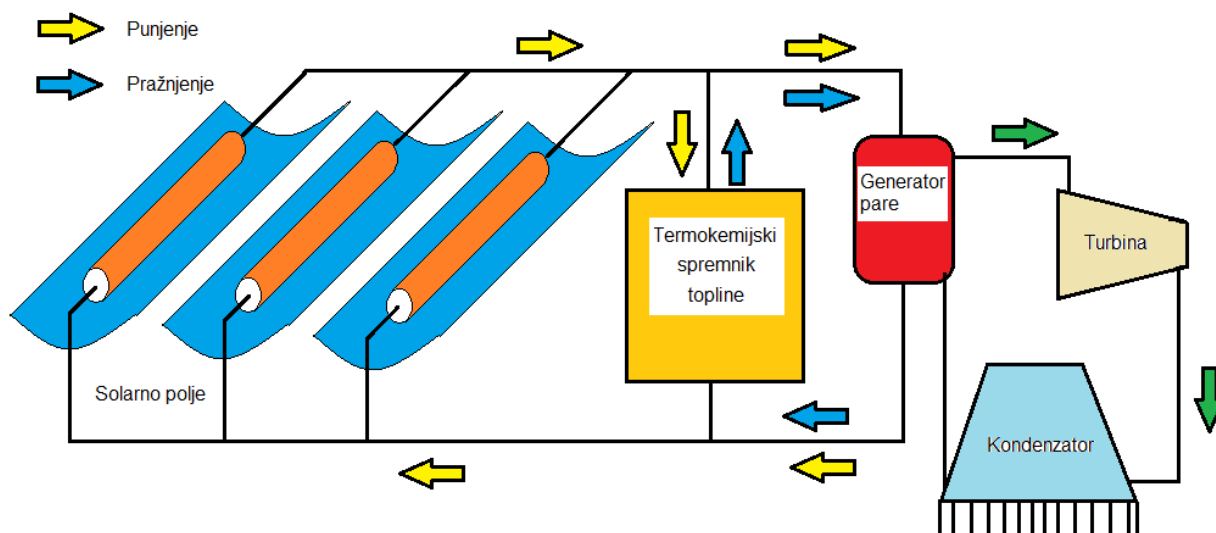 Punjenje
Pražnjenje
Generator
pare
Termokemijski
spremnik
topline
Turbina
Solarno polje
Kondenzator